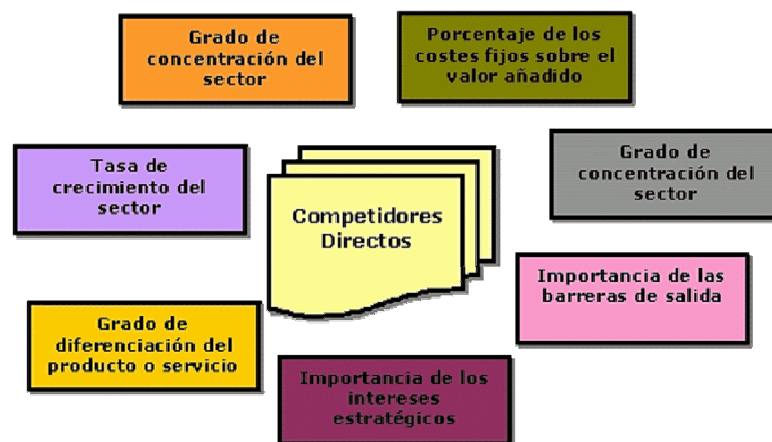 Grado de
concentración del
sector
Porcentaje de los
costes fijos sobre el
valor añadido
Tasa de
crecimiento del
sector
Competidores
Directos
Grado de
concentración del
sector
Importancia de las
barreras de salida
Grado de
diferenciación del
producto o servicio
Importancia de los
intereses
estratégicos